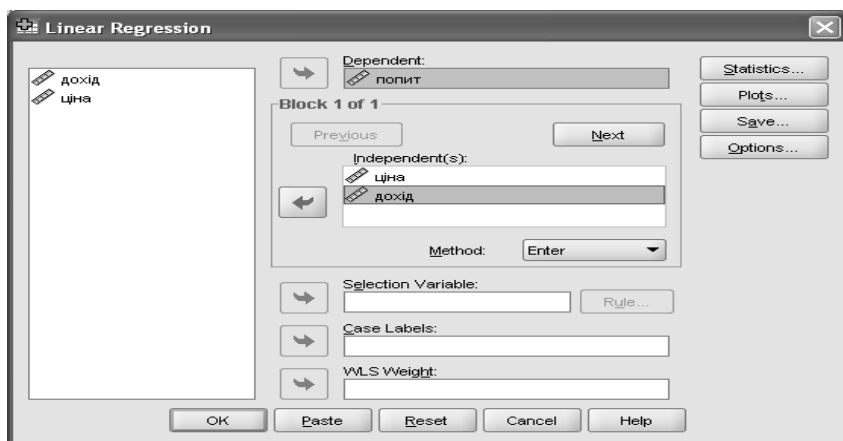 Linear Regression
дохід
ціна
Dependent:
попит
Block 1 of 1
Previous
Next
Independent(s):
ціна
дохід
Method:
Enter
Selection Variable:
Rule...
Case Labels:
WLS Weight:
Statistics...
Plots...
Save...
Options...
OK
Paste
Reset
Cancel
Help